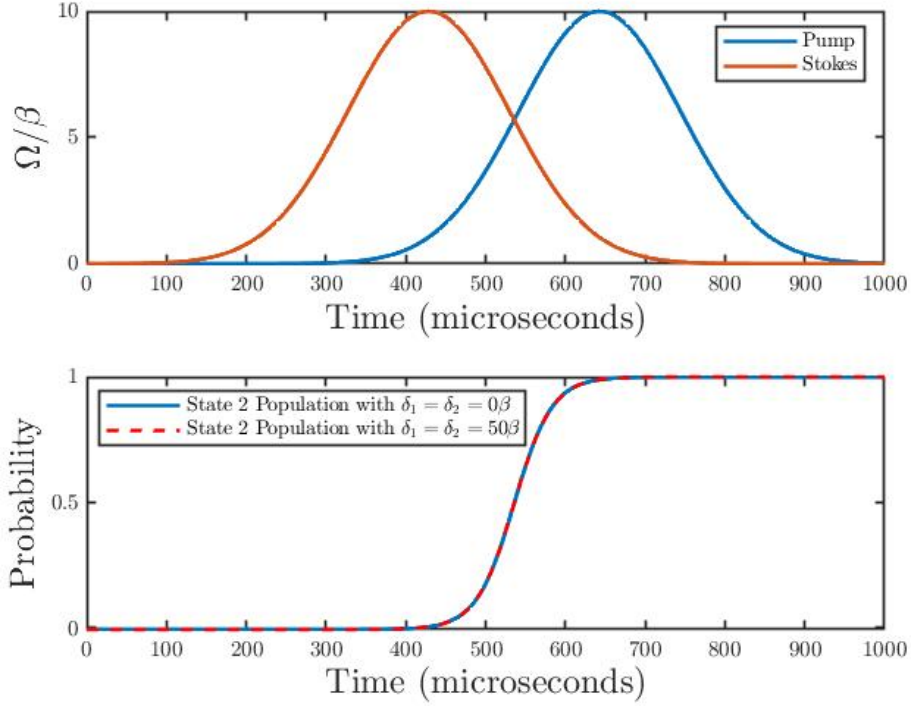 10
5
0
Ω/β
Pump
Stokes
0 100 200 300 400 500 600 700 800 900 1000
Time (microseconds)
1
0.5
0
Probability
State 2 Population with δ₁ = δ₂ = 0β
State 2 Population with δ₁ = δ₂ = 50β
0 100 200 300 400 500 600 700 800 900 1000
Time (microseconds)